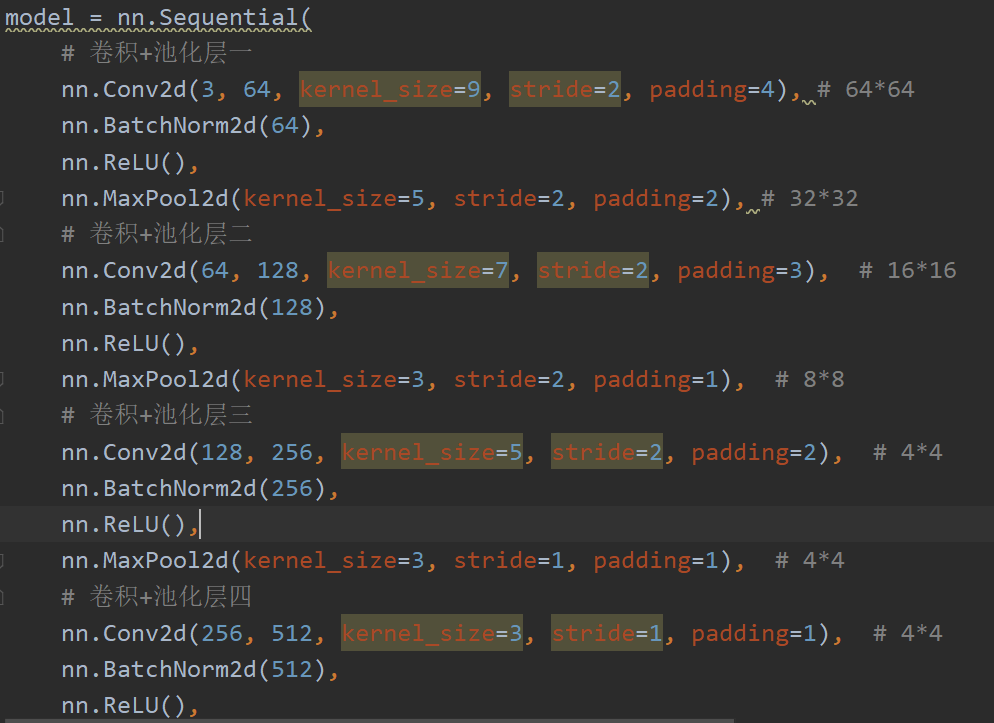 model = nn.Sequential(
    # 卷积+池化层一
    nn.Conv2d(3, 64, kernel_size=9, stride=2, padding=4), # 64*64
    nn.BatchNorm2d(64),
    nn.ReLU(),
    nn.MaxPool2d(kernel_size=5, stride=2, padding=2), # 32*32
    # 卷积+池化层二
    nn.Conv2d(64, 128, kernel_size=7, stride=2, padding=3),  # 16*16
    nn.BatchNorm2d(128),
    nn.ReLU(),
    nn.MaxPool2d(kernel_size=3, stride=2, padding=1),  # 8*8
    # 卷积+池化层三
    nn.Conv2d(128, 256, kernel_size=5, stride=2, padding=2),  # 4*4
    nn.BatchNorm2d(256),
    nn.ReLU(),
    nn.MaxPool2d(kernel_size=3, stride=1, padding=1),  # 4*4
    # 卷积+池化层四
    nn.Conv2d(256, 512, kernel_size=3, stride=1, padding=1),  # 4*4
    nn.BatchNorm2d(512),
    nn.ReLU(),